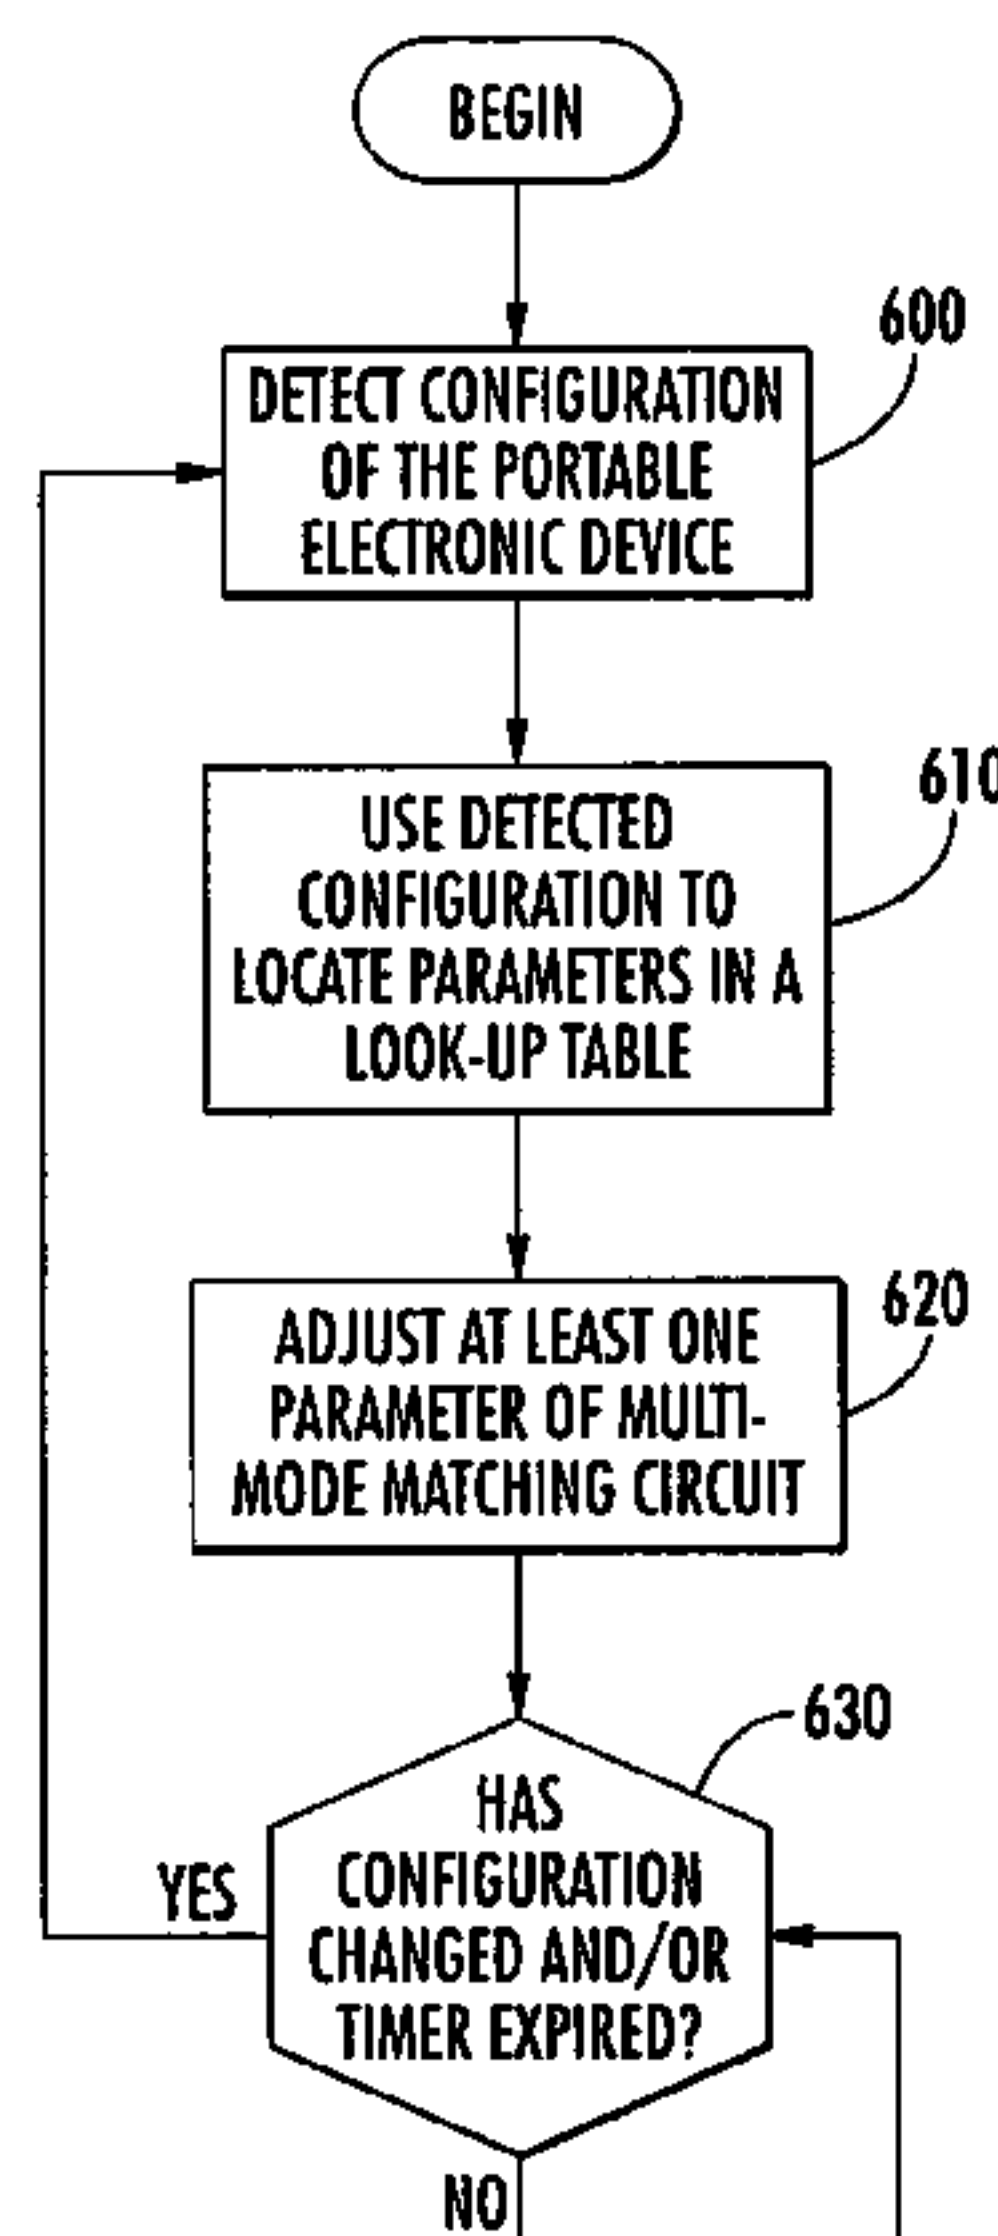 BEGIN
600
DETECT CONFIGURATION
OF THE PORTABLE
ELECTRONIC DEVICE
610
USE DETECTED
CONFIGURATION TO
LOCATE PARAMETERS IN A
LOOK-UP TABLE
620
ADJUST AT LEAST ONE
PARAMETER OF MULTI-
MODE MATCHING CIRCUIT
630
HAS
CONFIGURATION
CHANGED AND/OR
TIMER EXPIRED?
YES
NO